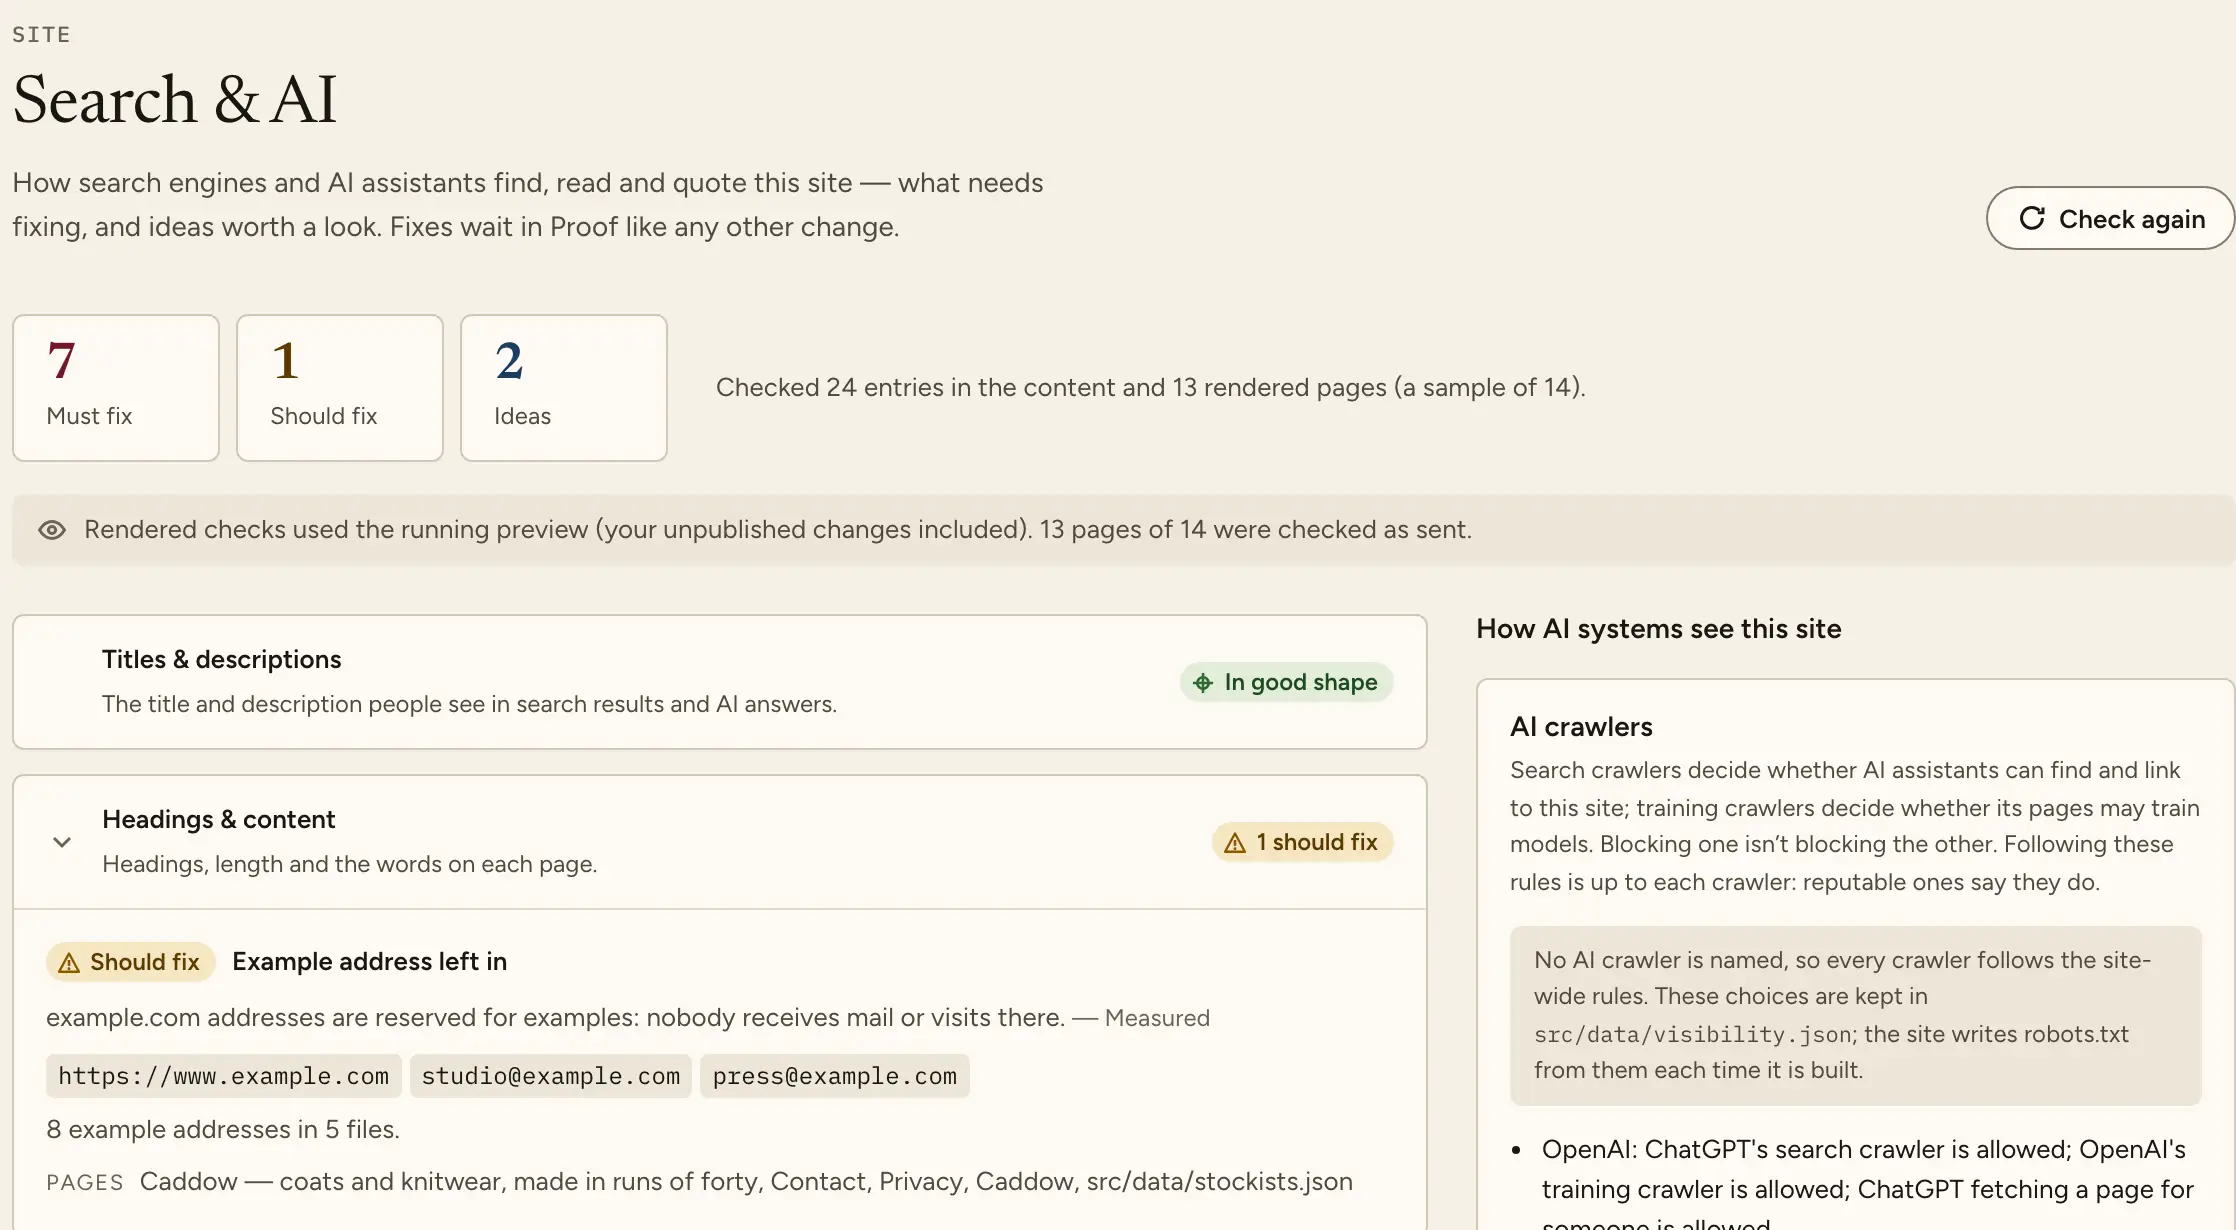 SITE
Search & AI
How search engines and AI assistants find, read and quote this site — what needs
fixing, and ideas worth a look. Fixes wait in Proof like any other change.
Check again
7
Must fix
1
Should fix
2
Ideas
Checked 24 entries in the content and 13 rendered pages (a sample of 14).
Rendered checks used the running preview (your unpublished changes included). 13 pages of 14 were checked as sent.
Titles & descriptions
The title and description people see in search results and AI answers.
In good shape
Headings & content
Headings, length and the words on each page.
1 should fix
Should fix
Example address left in
example.com addresses are reserved for examples: nobody receives mail or visits there. — Measured
https://www.example.com studio@example.com press@example.com
8 example addresses in 5 files.
PAGES Caddow — coats and knitwear, made in runs of forty, Contact, Privacy, Caddow, src/data/stockists.json
How AI systems see this site
AI crawlers
Search crawlers decide whether AI assistants can find and link
to this site; training crawlers decide whether its pages may train
models. Blocking one isn’t blocking the other. Following these
rules is up to each crawler: reputable ones say they do.
No AI crawler is named, so every crawler follows the site-
wide rules. These choices are kept in
src/data/visibility.json; the site writes robots.txt
from them each time it is built.
• OpenAI: ChatGPT's search crawler is allowed; OpenAI's
training crawler is allowed; ChatGPT fetching a page for
someone is allowed